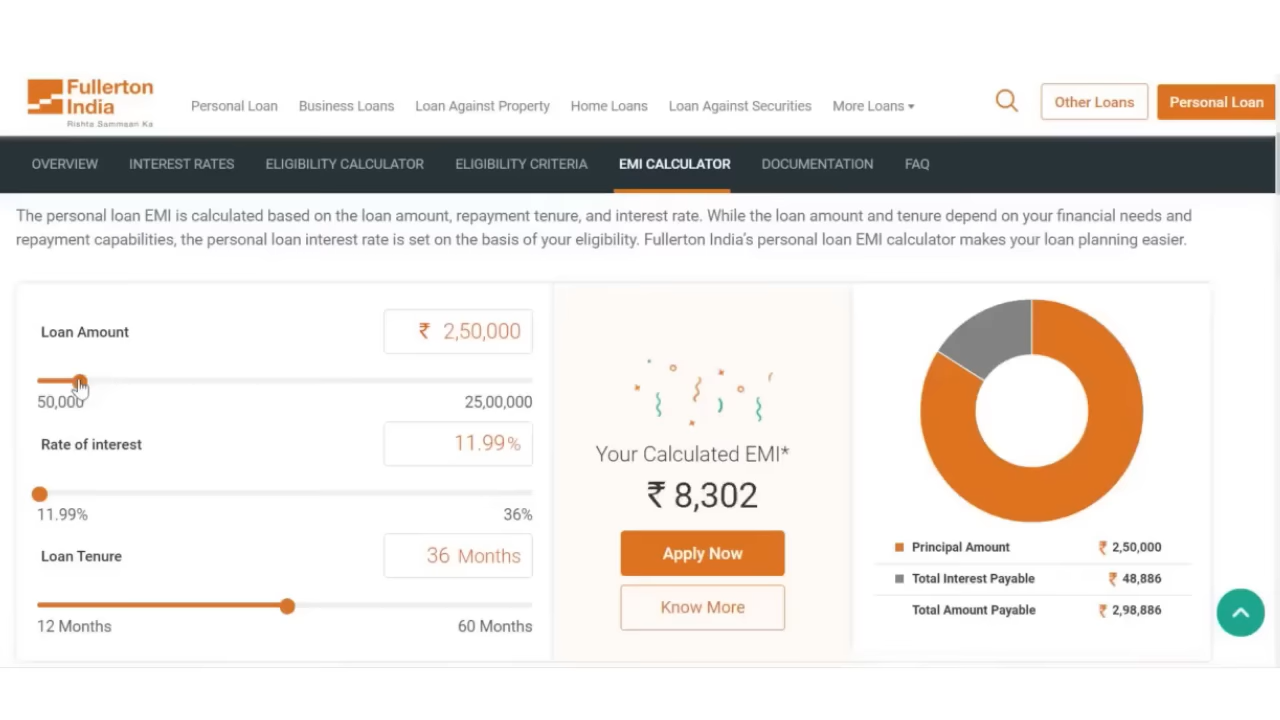 Fullerton
India
Rishta Sammaan Ka
Personal Loan Business Loans Loan Against Property Home Loans Loan Against Securities More Loans
Other Loans
Personal Loan
OVERVIEW INTEREST RATES ELIGIBILITY CALCULATOR ELIGIBILITY CRITERIA EMI CALCULATOR DOCUMENTATION FAQ
The personal loan EMI is calculated based on the loan amount, repayment tenure, and interest rate. While the loan amount and tenure depend on your financial needs and
repayment capabilities, the personal loan interest rate is set on the basis of your eligibility. Fullerton India's personal loan EMI calculator makes your loan planning easier.
Loan Amount ₹ 2,50,000
50,000 25,00,000
Rate of interest 11.99%
11.99% 36%
Loan Tenure 36 Months
12 Months 60 Months
Your Calculated EMI*
₹ 8,302
Apply Now
Know More
Principal Amount ₹ 2,50,000
Total Interest Payable ₹ 48,886
Total Amount Payable ₹ 2,98,886